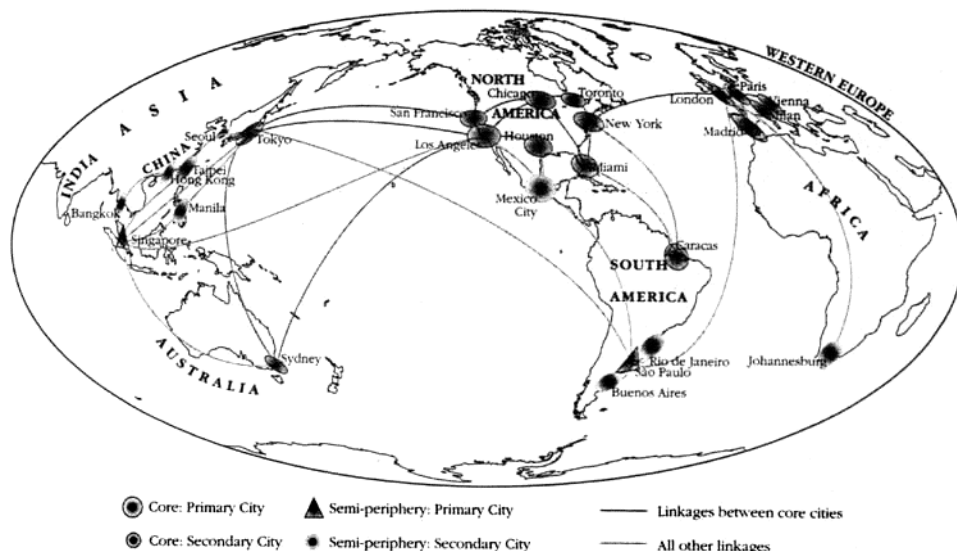 NORTH
AMERICA
WESTERN EUROPE
ASIA
INDIA
CHINA
AFRICA
SOUTH
AMERICA
AUSTRALIA
Chicago
Toronto
San Francisco
New York
Los Angeles
Houston
Miami
Mexico
City
London
Paris
Vienna
Milan
Madrid
Seoul
Tokyo
Taipei
Hong Kong
Bangkok
Manila
Singapore
Caracas
Sydney
Rio de Janeiro
São Paulo
Buenos Aires
Johannesburg
Core: Primary City
Semi-periphery: Primary City
Linkages between core cities
Core: Secondary City
Semi-periphery: Secondary City
All other linkages